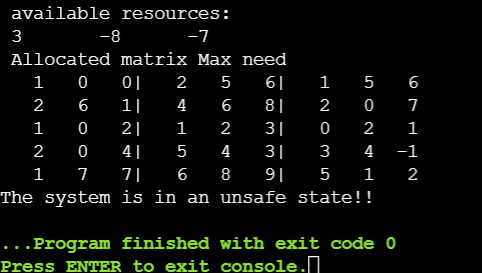 available resources:
3 -8 -7
Allocated matrix Max need
1 0 0| 2 5 6| 1 5 6
2 6 1| 4 6 8| 2 0 7
1 0 2| 1 2 3| 0 2 1
2 0 4| 5 4 3| 3 4 -1
1 7 7| 6 8 9| 5 1 2
The system is in an unsafe state!!
...Program finished with exit code 0
Press ENTER to exit console.